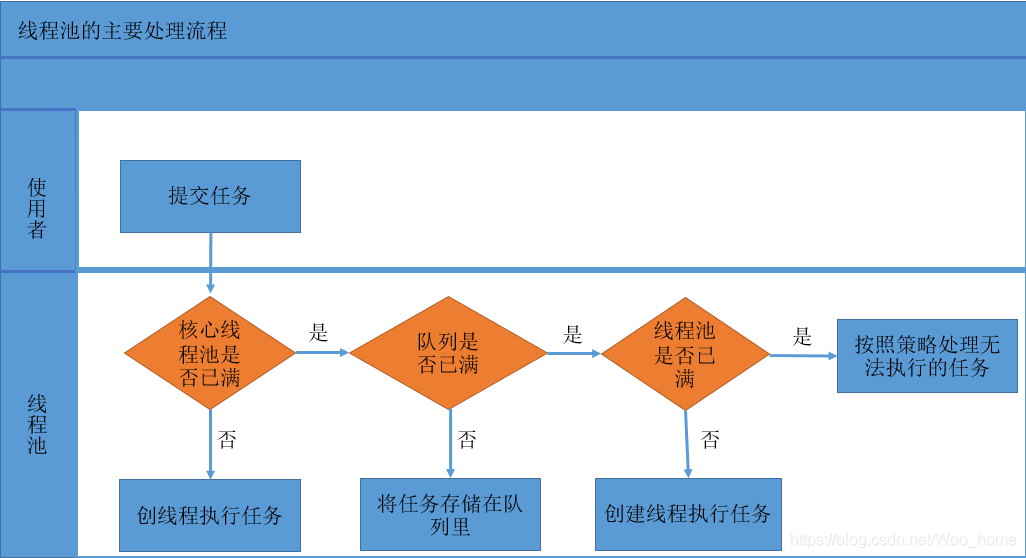 线程池的主要处理流程
使
用
者
提交任务
线
程
池
核心线
程池是
否已满
是
队列是
否已满
是
线程池
是否已
满
是
按照策略处理无
法执行的任务
否
否
否
创线程执行任务
将任务存储在队
列里
创建线程执行任务
https://blog.csdn.net/Woo_home